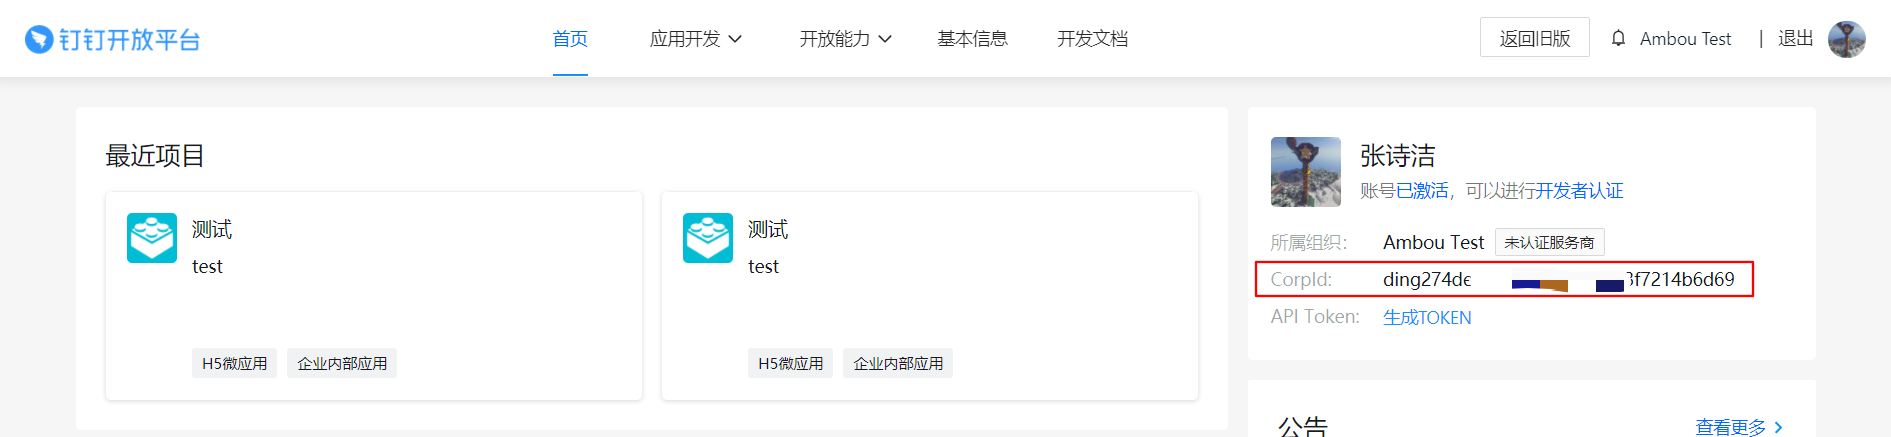 钉钉开放平台 首页 应用开发 开放能力 基本信息 开发文档 返回旧版 Ambou Test | 退出
最近项目
测试
test
H5微应用 企业内部应用
测试
test
H5微应用 企业内部应用
张诗洁
账号已激活，可以进行开发者认证
所属组织： Ambou Test 未认证服务商
CorpId: ding274de 3f7214b6d69
API Token: 生成TOKEN
公告 查看更多